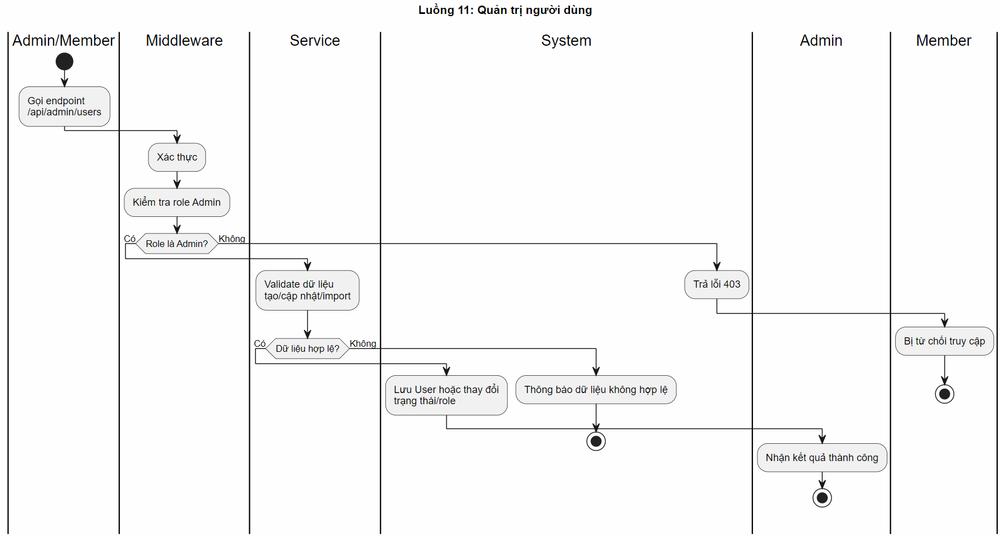 Luồng 11: Quản trị người dùng
Admin/Member
Middleware
Service
System
Admin
Member
Gọi endpoint
/api/admin/users
Xác thực
Kiểm tra role Admin
Có
Role là Admin?
Không
Validate dữ liệu
tạo/cập nhật/import
Trả lỗi 403
Bị từ chối truy cập
Có
Dữ liệu hợp lệ?
Không
Lưu User hoặc thay đổi
trạng thái/role
Thông báo dữ liệu không hợp lệ
Nhận kết quả thành công